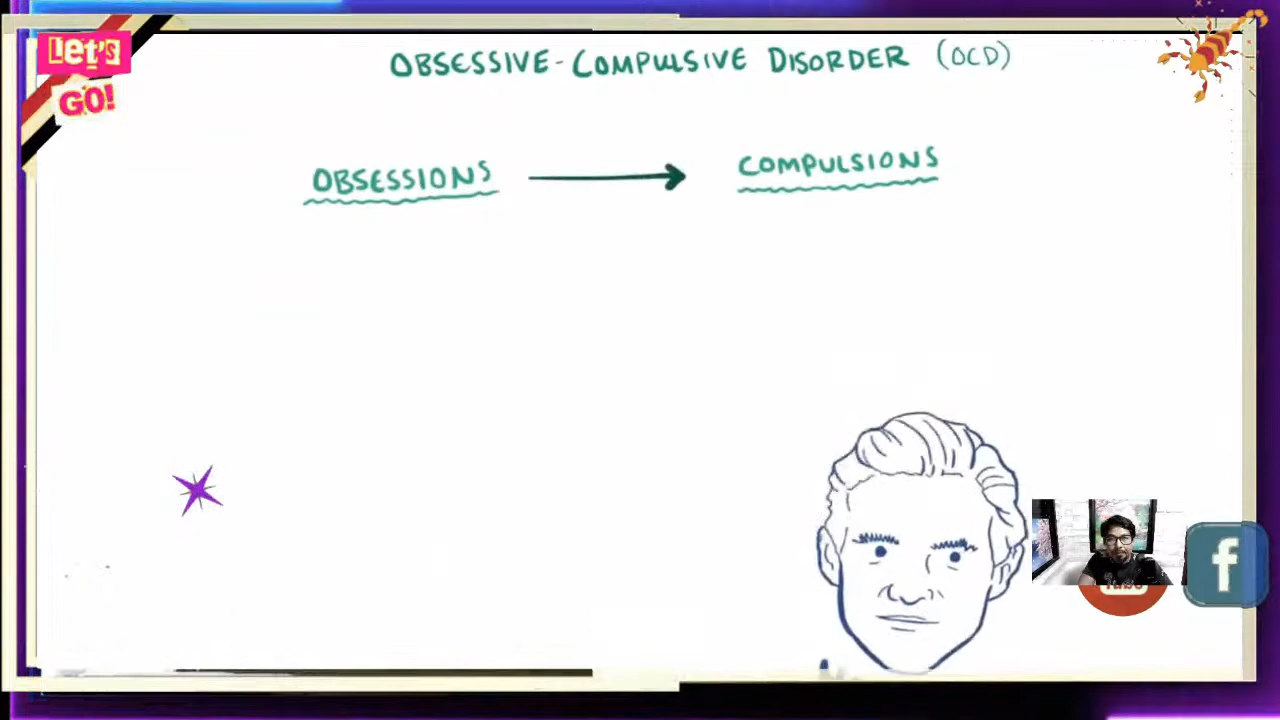 Let's
GO!
OBSESSIVE-COMPULSIVE DISORDER (OCD)
OBSESSIONS
COMPULSIONS
f